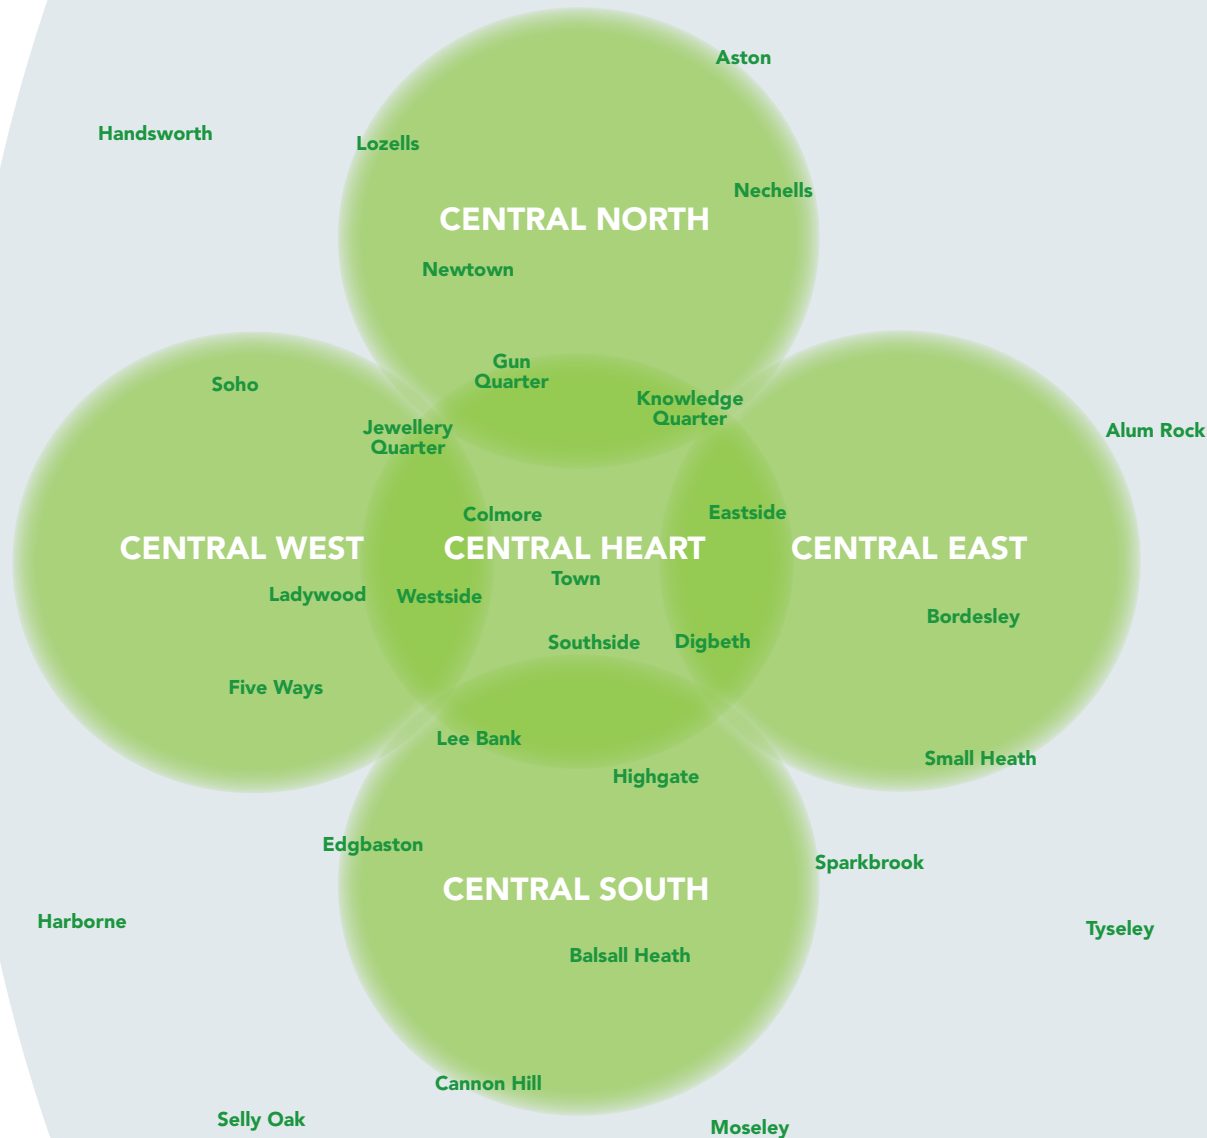 Aston
Handsworth
Lozells
Nechells
CENTRAL NORTH
Newtown
Gun
Quarter
Soho
Knowledge
Quarter
Jewellery
Quarter
Alum Rock
Colmore
Eastside
CENTRAL WEST
CENTRAL HEART
CENTRAL EAST
Town
Ladywood
Westside
Bordesley
Southside
Digbeth
Five Ways
Lee Bank
Small Heath
Highgate
Edgbaston
Sparkbrook
CENTRAL SOUTH
Harborne
Tyseley
Balsall Heath
Cannon Hill
Selly Oak
Moseley